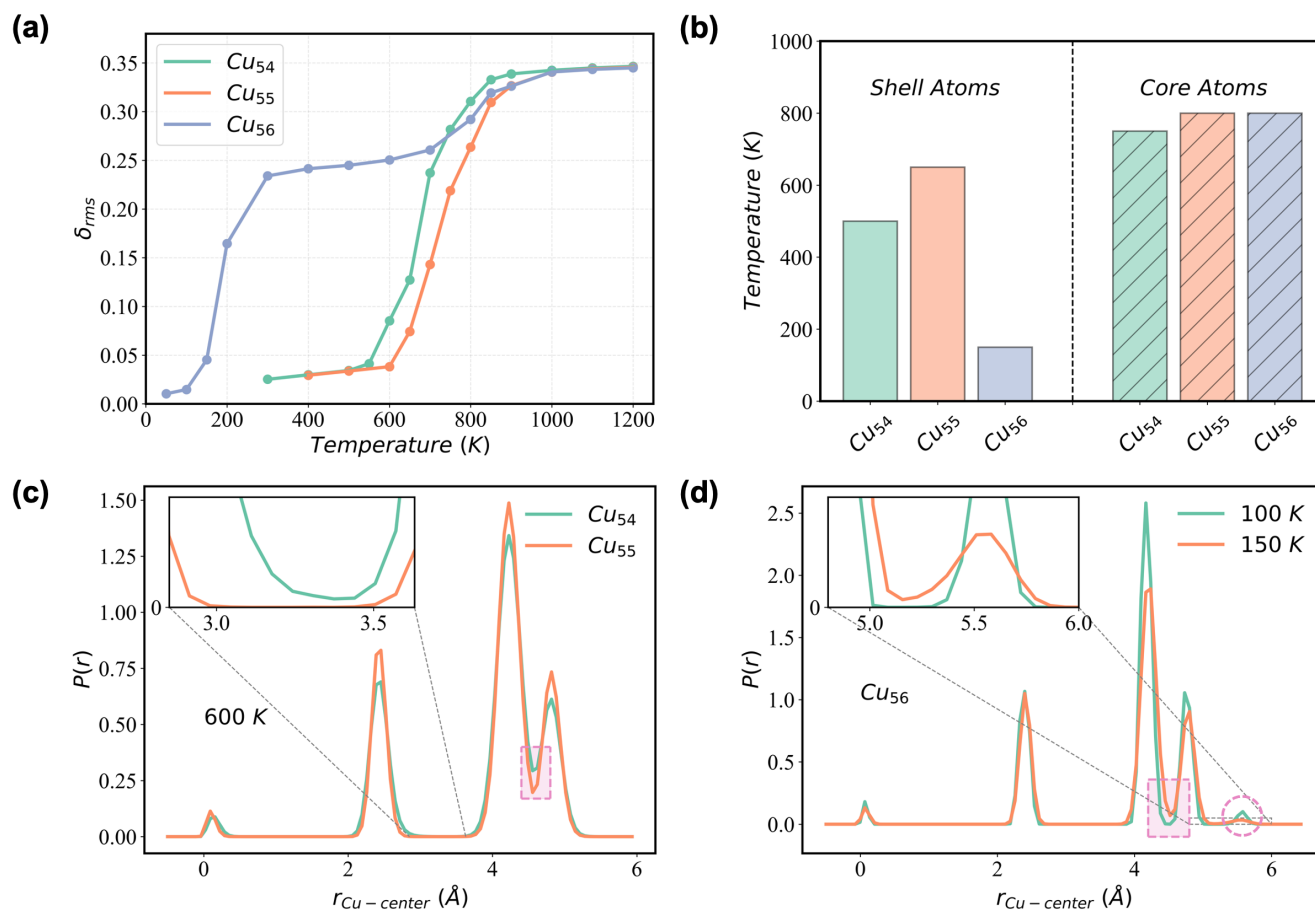 (a)
δrms
0.35
0.30
0.25
0.20
0.15
0.10
0.05
0.00
Cu54
Cu55
Cu56
0 200 400 600 800 1000 1200
Temperature (K)
(b)
Temperature (K)
1000
800
600
400
200
0
Shell Atoms
Core Atoms
Cu54 Cu55 Cu56 Cu54 Cu55 Cu56
(c)
P(r)
1.50
1.25
1.00
0.75
0.50
0.25
0.00
0
3.0 3.5
Cu54
Cu55
600 K
0 2 4 6
rCu−center (Å)
(d)
P(r)
2.5
2.0
1.5
1.0
0.5
0.0
0
5.0 5.5 6.0
100 K
150 K
Cu56
0 2 4 6
rCu−center (Å)